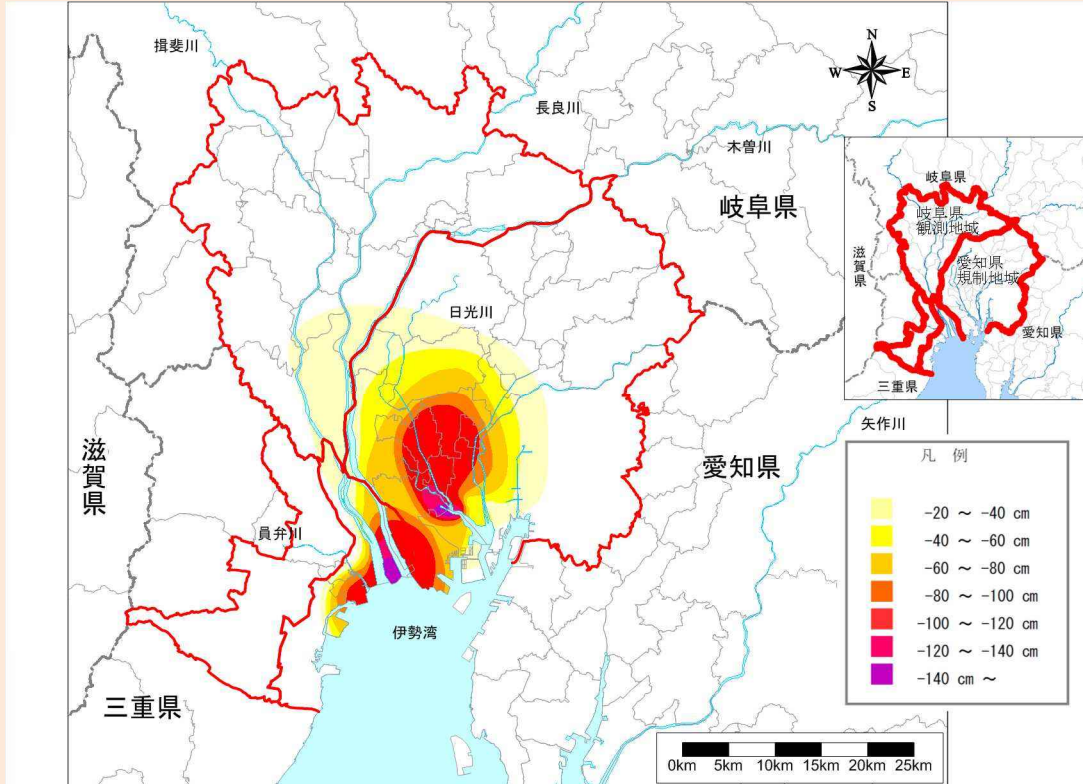 揖斐川
長良川
N
W
E
S
木曽川
岐阜県
岐阜県
岐阜県
観測地域
滋賀県
愛知県
規制地域
愛知県
三重県
日光川
矢作川
滋賀県
愛知県
員弁川
伊勢湾
三重県
凡 例
-20 ～ -40 cm
-40 ～ -60 cm
-60 ～ -80 cm
-80 ～ -100 cm
-100 ～ -120 cm
-120 ～ -140 cm
-140 cm ～
0km 5km 10km 15km 20km 25km